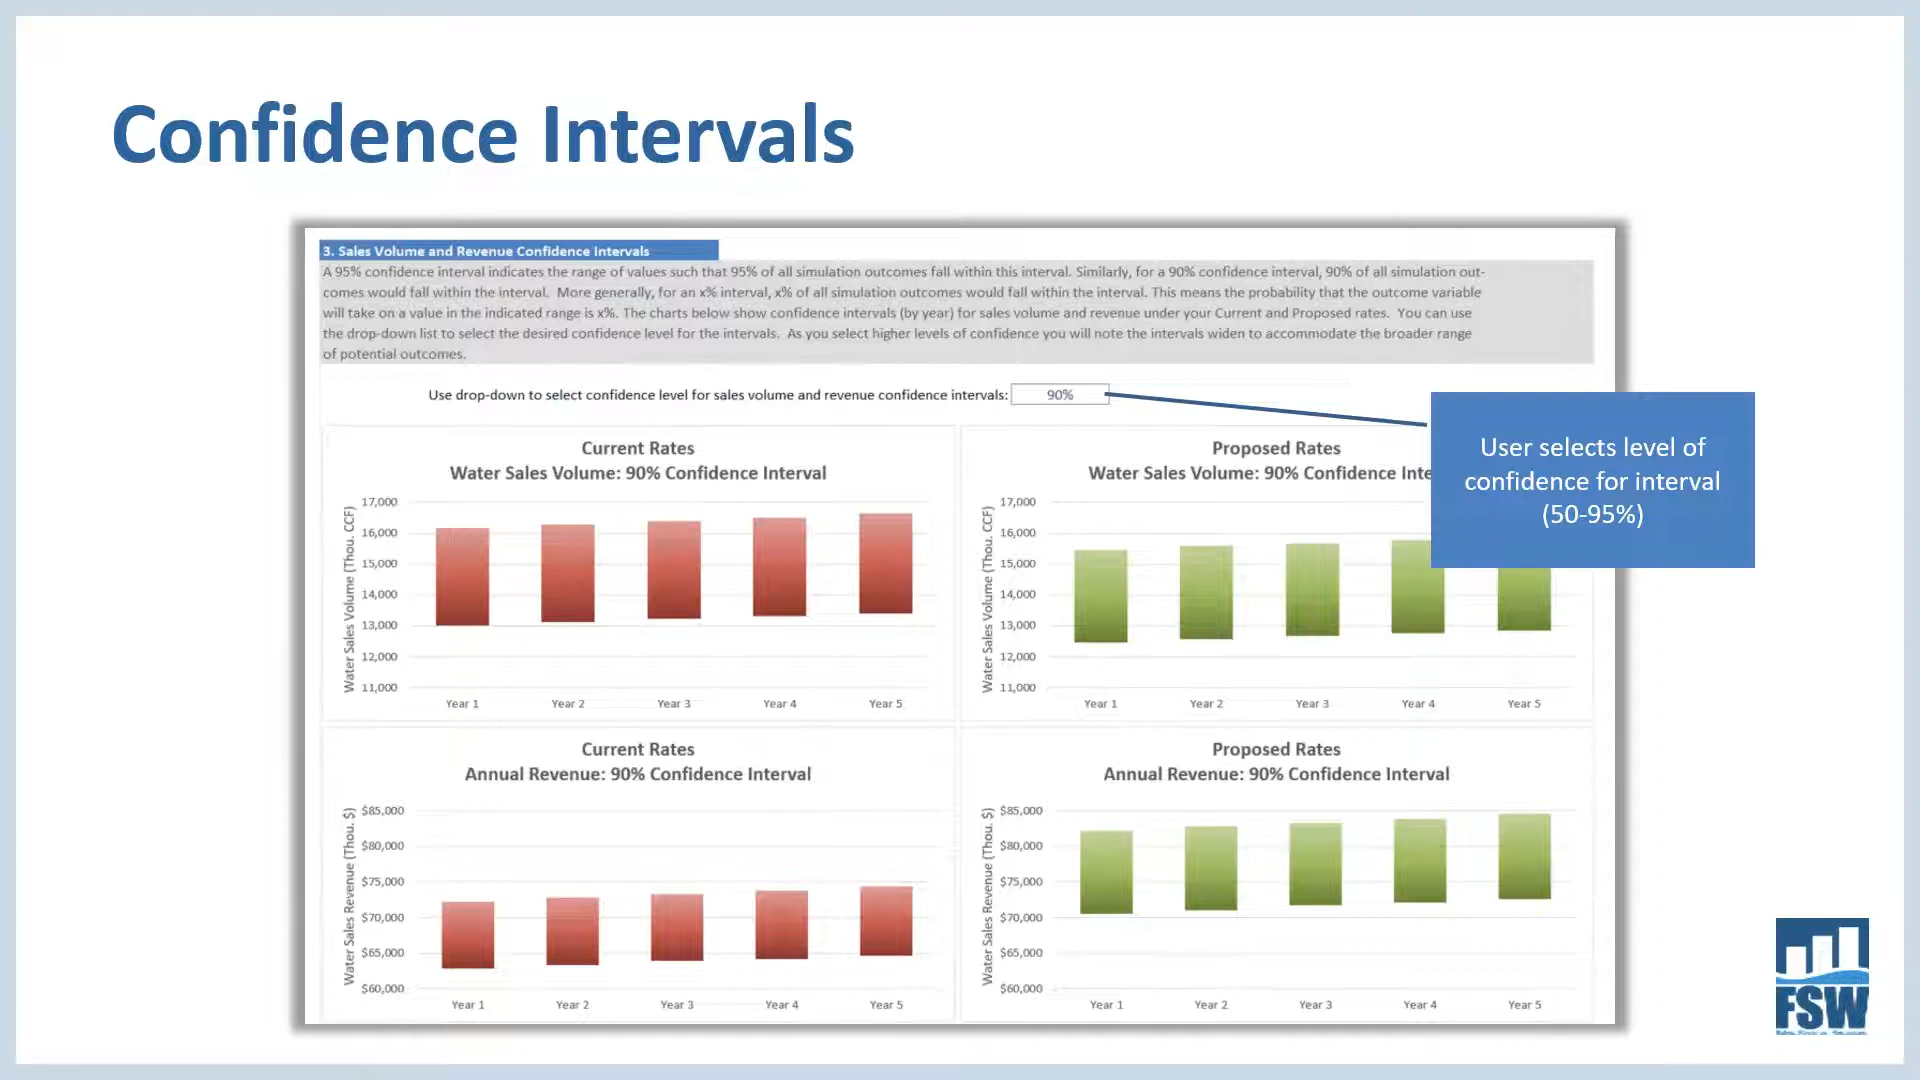 Confidence Intervals
3. Sales Volume and Revenue Confidence Intervals
A 95% confidence interval indicates the range of values such that 95% of all simulation outcomes fall within this interval. Similarly, for a 90% confidence interval, 90% of all simulation out-
comes would fall within the interval. More generally, for an x% interval, x% of all simulation outcomes would fall within the interval. This means the probability that the outcome variable
will take on a value in the indicated range is x%. The charts below show confidence intervals (by year) for sales volume and revenue under your Current and Proposed rates. You can use
the drop-down list to select the desired confidence level for the intervals. As you select higher levels of confidence you will note the intervals widen to accommodate the broader range
of potential outcomes.
Use drop-down to select confidence level for sales volume and revenue confidence intervals: 90%
User selects level of
confidence for interval
(50-95%)
Current Rates
Water Sales Volume: 90% Confidence Interval
Water Sales Volume (Thou. CCF)
17,000
16,000
15,000
14,000
13,000
12,000
11,000
Year 1 Year 2 Year 3 Year 4 Year 5
Proposed Rates
Water Sales Volume: 90% Confidence Inte
Water Sales Volume (Thou. CCF)
17,000
16,000
15,000
14,000
13,000
12,000
11,000
Year 1 Year 2 Year 3 Year 4 Year 5
Current Rates
Annual Revenue: 90% Confidence Interval
Water Sales Revenue (Thou. $)
$85,000
$80,000
$75,000
$70,000
$65,000
$60,000
Year 1 Year 2 Year 3 Year 4 Year 5
Proposed Rates
Annual Revenue: 90% Confidence Interval
Water Sales Revenue (Thou. $)
$85,000
$80,000
$75,000
$70,000
$65,000
$60,000
Year 1 Year 2 Year 3 Year 4 Year 5
FSW